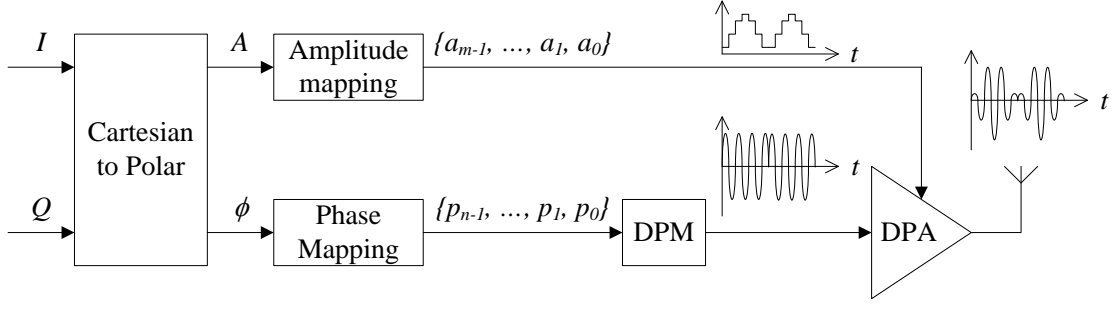 I
Q
Cartesian
to Polar
A
ϕ
Amplitude
mapping
Phase
Mapping
{a_{m-1}, ..., a_1, a_0}
{p_{n-1}, ..., p_1, p_0}
t
t
DPM
DPA
t